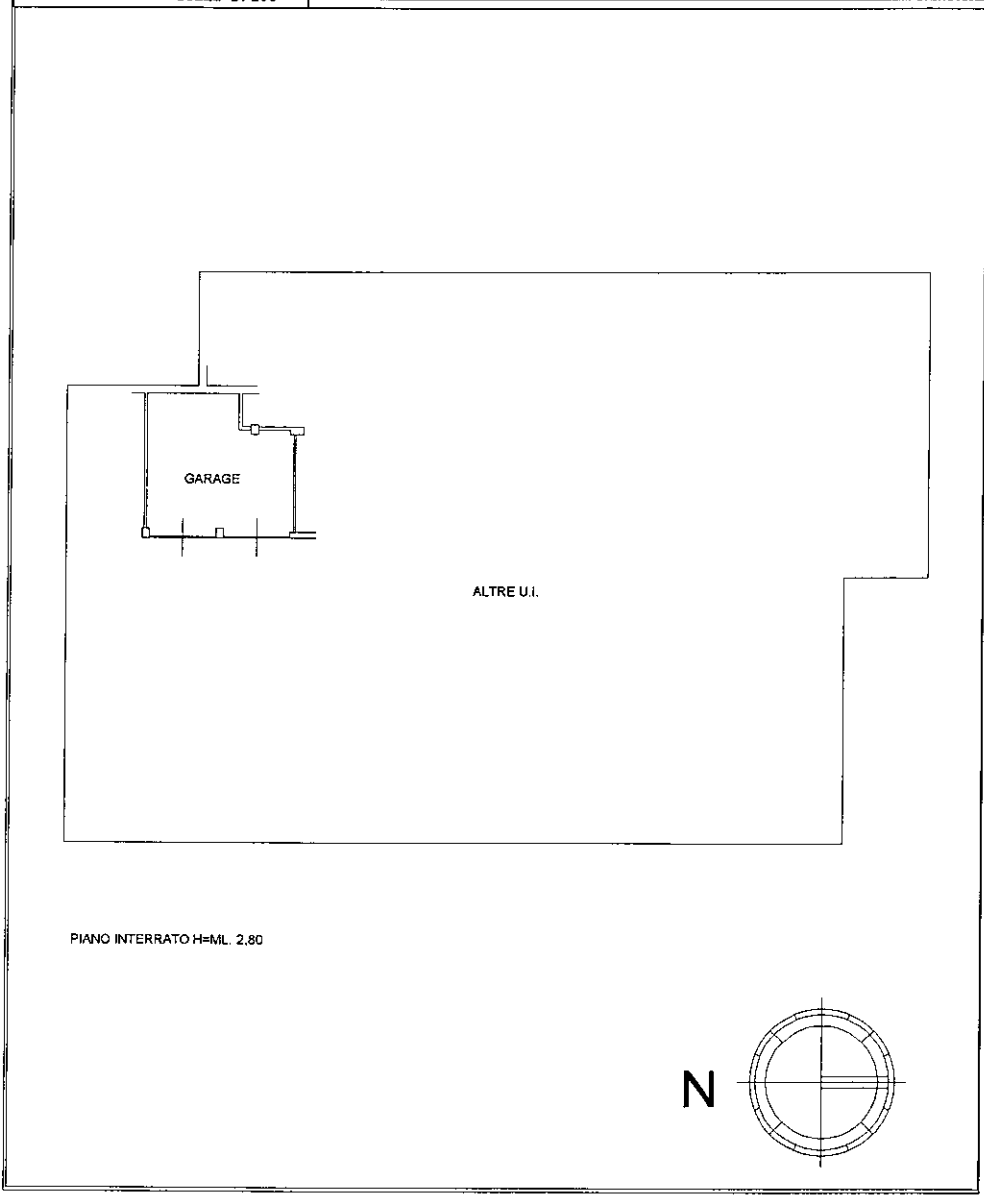 GARAGE
ALTRE U.I.
PIANO INTERRATO H=ML. 2,80
N